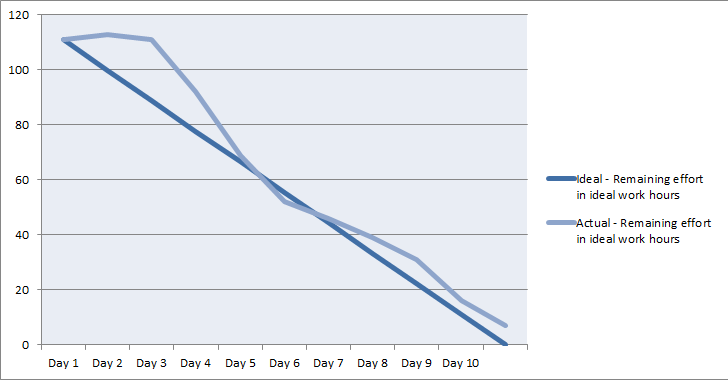 120
100
80
60
40
20
0
Day 1 Day 2 Day 3 Day 4 Day 5 Day 6 Day 7 Day 8 Day 9 Day 10
Ideal - Remaining effort
in ideal work hours
Actual - Remaining effort
in ideal work hours